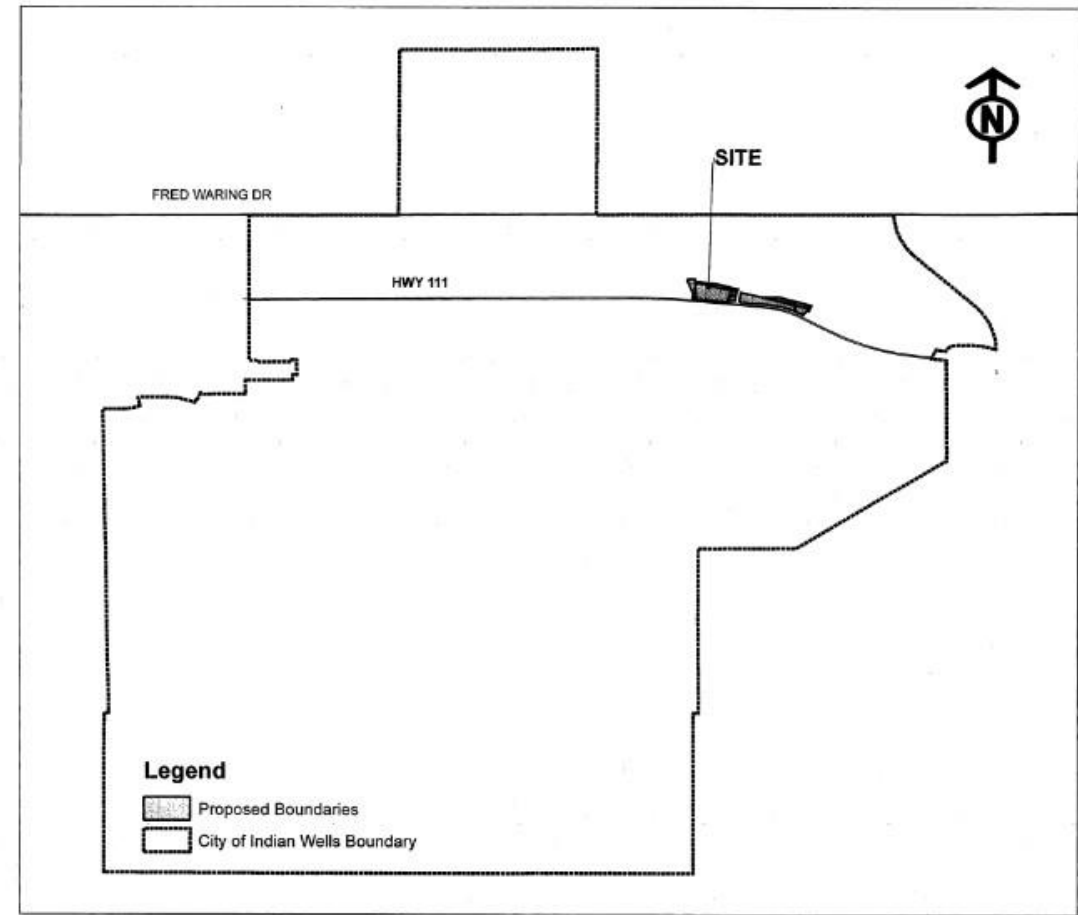 N
SITE
FRED WARING DR
HWY 111
Legend
Proposed Boundaries
City of Indian Wells Boundary